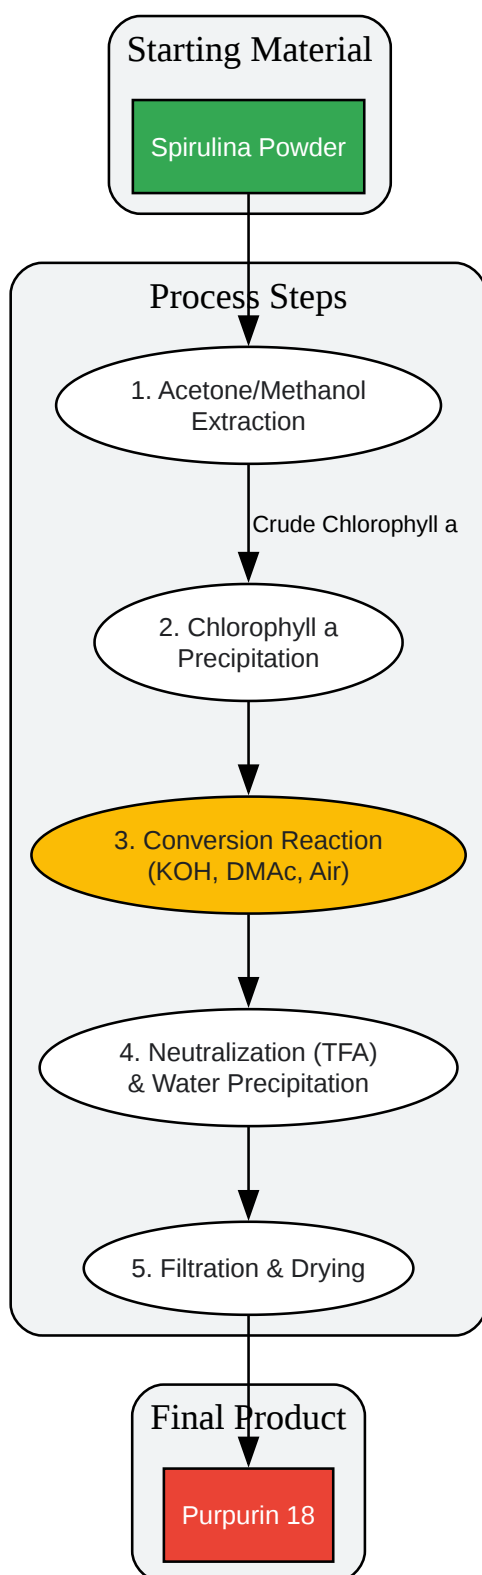 Starting Material
Spirulina Powder
Process Steps
1. Acetone/Methanol
Extraction
Crude Chlorophyll a
2. Chlorophyll a
Precipitation
3. Conversion Reaction
(KOH, DMAc, Air)
4. Neutralization (TFA)
& Water Precipitation
5. Filtration & Drying
Final Product
Purpurin 18